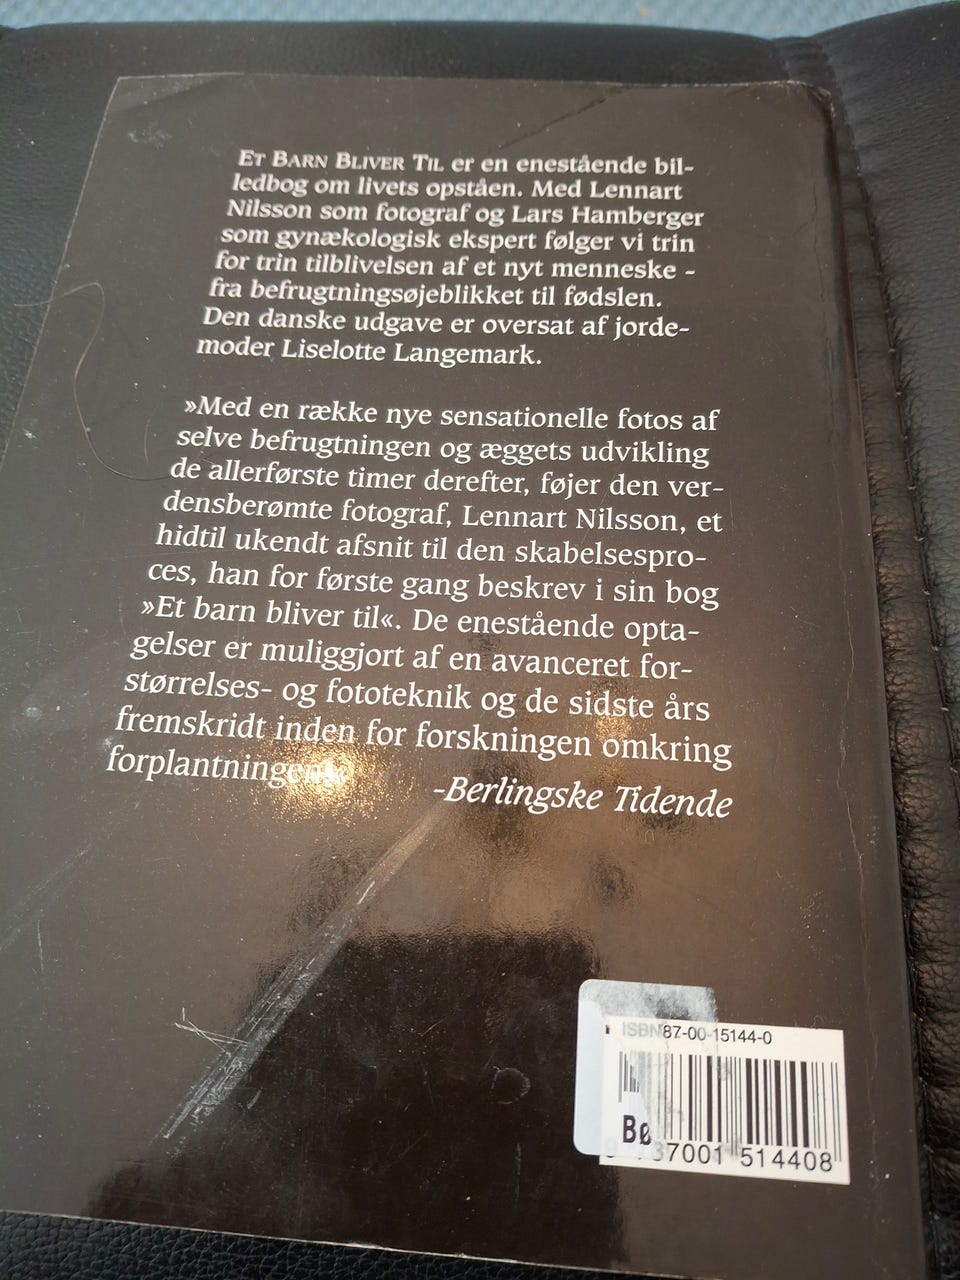 ET BARN BLIVER TIL er en enestående bil-
ledbog om livets opståen. Med Lennart
Nilsson som fotograf og Lars Hamberger
som gynækologisk ekspert følger vi trin
for trin tilblivelsen af et nyt menneske -
fra befrugtningsøjeblikket til fødslen.
Den danske udgave er oversat af jorde-
moder Liselotte Langemark.
»Med en række nye sensationelle fotos af
selve befrugtningen og æggets udvikling
de allerførste timer derefter, føjer den ver-
densberømte fotograf, Lennart Nilsson, et
hidtil ukendt afsnit til den skabelsespro-
ces, han for første gang beskrev i sin bog
»Et barn bliver til«. De enestående opta-
gelser er muliggjort af en avanceret for-
størrelses- og fototeknik og de sidste års
fremskridt inden for forskningen omkring
forplantningen«
-Berlingske Tidende
ISBN 87-00-15144-0
Bø
37001 514408